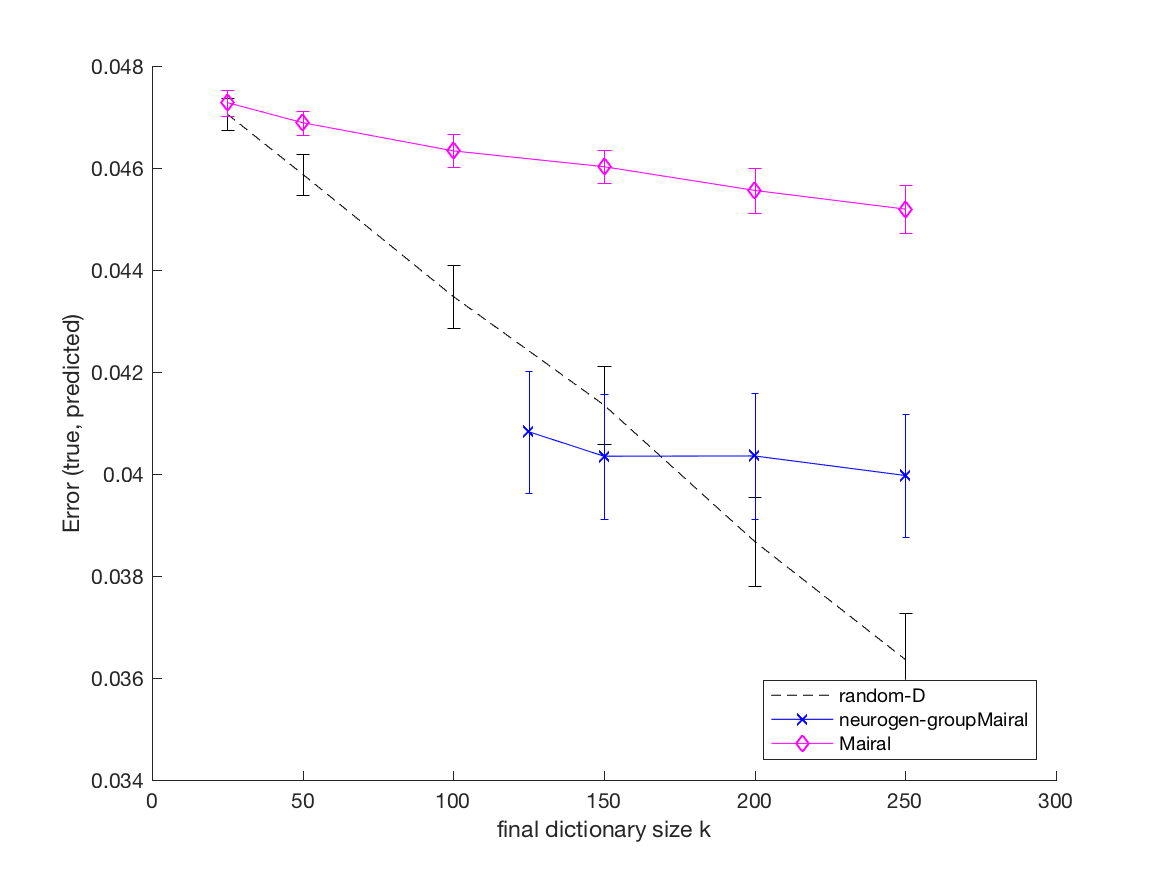 0.048
0.046
0.044
0.042
0.04
0.038
0.036
0.034
Error (true, predicted)
0 50 100 150 200 250 300
final dictionary size k
random-D
neurogen-groupMairal
Mairal